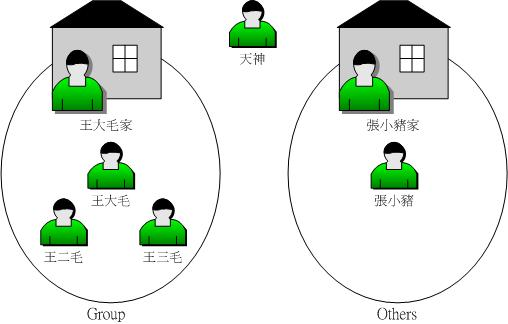 天神
王大毛家
張小豬家
王大毛
張小豬
王二毛
王三毛
Group
Others